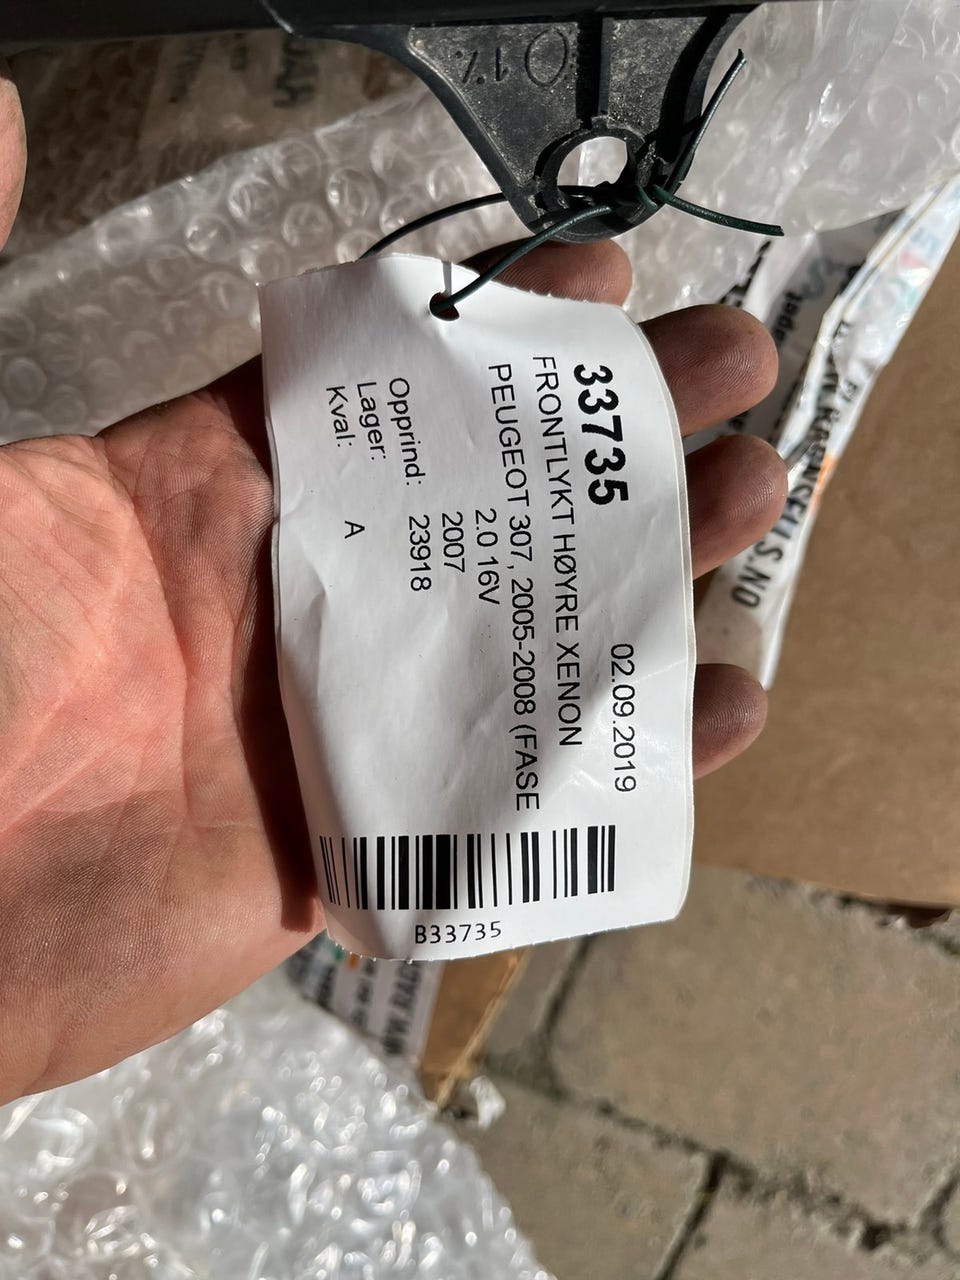 33735
02.09.2019
FRONTLYKT HØYRE XENON
PEUGEOT 307, 2005-2008 (FASE
2.0 16V
2007
Opprind: 23918
Lager:
Kval: A
B33735